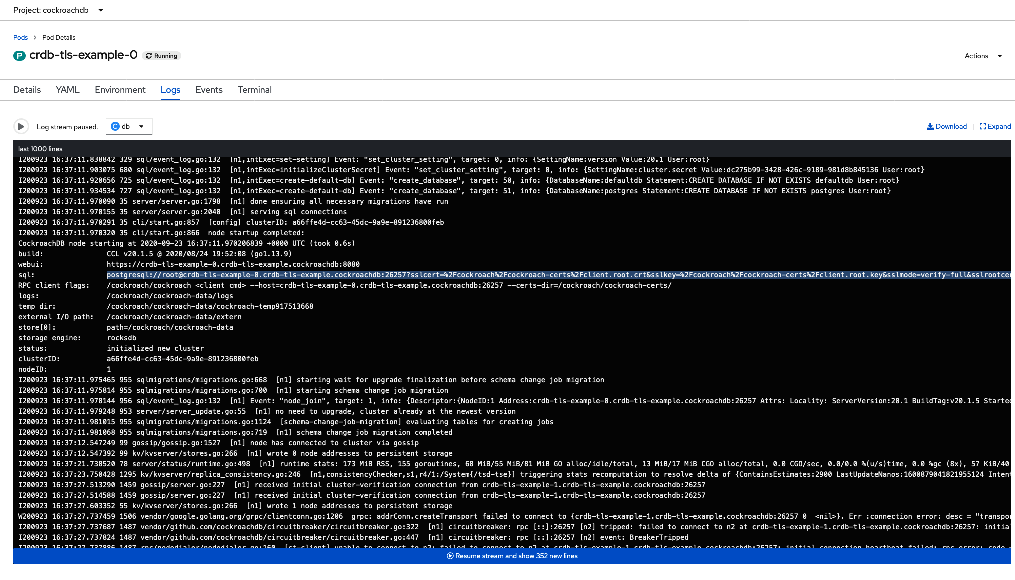 Project: cockroachdb
Pods > Pod Details
P crdb-tls-example-0 Running
Actions
Details YAML Environment Logs Events Terminal
Log stream paused. C db
Download | Expand
last 1000 lines
I200923 16:37:11.838842 329 sql/event_log.go:132 [n1,intExec=set-setting] Event: "set_cluster_setting", target: 0, info: {SettingName:version Value:20.1 User:root}
I200923 16:37:11.903075 680 sql/event_log.go:132 [n1,intExec=initializeClusterSecret] Event: "set_cluster_setting", target: 0, info: {SettingName:cluster.secret Value:dc275b99-3428-426c-9189-981d8b845136 User:root}
I200923 16:37:11.920656 725 sql/event_log.go:132 [n1,intExec=create-default-db] Event: "create_database", target: 50, info: {DatabaseName:defaultdb Statement:CREATE DATABASE IF NOT EXISTS defaultdb User:root}
I200923 16:37:11.934534 727 sql/event_log.go:132 [n1,intExec=create-default-db] Event: "create_database", target: 51, info: {DatabaseName:postgres Statement:CREATE DATABASE IF NOT EXISTS postgres User:root}
I200923 16:37:11.970090 35 server/server.go:1798 [n1] done ensuring all necessary migrations have run
I200923 16:37:11.970155 35 server/server.go:2040 [n1] serving sql connections
I200923 16:37:11.970291 35 cli/start.go:857 [config] clusterID: a66ffe4d-cc63-45dc-9a9e-891236800feb
I200923 16:37:11.970320 35 cli/start.go:866 node startup completed:
CockroachDB node starting at 2020-09-23 16:37:11.970206839 +0000 UTC (took 0.6s)
build: CCL v20.1.5 @ 2020/08/24 19:52:08 (go1.13.9)
webui: https://crdb-tls-example-0.crdb-tls-example.cockroachdb:8080
sql: postgresql://root@crdb-tls-example-0.crdb-tls-example.cockroachdb:26257?sslcert=%2Fcockroach%2Fcockroach-certs%2Fclient.root.crt&sslkey=%2Fcockroach%2Fcockroach-certs%2Fclient.root.key&sslmode=verify-full&sslrootcer
RPC client flags: /cockroach/cockroach <client cmd> --host=crdb-tls-example-0.crdb-tls-example.cockroachdb:26257 --certs-dir=/cockroach/cockroach-certs/
logs: /cockroach/cockroach-data/logs
temp dir: /cockroach/cockroach-data/cockroach-temp917513668
external I/O path: /cockroach/cockroach-data/extern
store[0]: path=/cockroach/cockroach-data
storage engine: rocksdb
status: initialized new cluster
clusterID: a66ffe4d-cc63-45dc-9a9e-891236800feb
nodeID: 1
I200923 16:37:11.975465 955 sqlmigrations/migrations.go:668 [n1] starting wait for upgrade finalization before schema change job migration
I200923 16:37:11.975814 955 sqlmigrations/migrations.go:700 [n1] starting schema change job migration
I200923 16:37:11.978144 956 sql/event_log.go:132 [n1] Event: "node_join", target: 1, info: {Descriptor:{NodeID:1 Address:crdb-tls-example-0.crdb-tls-example.cockroachdb:26257 Attrs: Locality: ServerVersion:20.1 BuildTag:v20.1.5 Starte
I200923 16:37:11.979248 953 server/server_update.go:55 [n1] no need to upgrade, cluster already at the newest version
I200923 16:37:11.981015 955 sqlmigrations/migrations.go:1124 [schema-change-job-migration] evaluating tables for creating jobs
I200923 16:37:11.981068 955 sqlmigrations/migrations.go:719 [n1] schema change job migration completed
I200923 16:37:12.547249 99 gossip/gossip.go:1527 [n1] node has connected to cluster via gossip
I200923 16:37:12.547392 99 kv/kvserver/stores.go:266 [n1] wrote 0 node addresses to persistent storage
I200923 16:37:21.738520 78 server/status/runtime.go:498 [n1] runtime stats: 173 MiB RSS, 155 goroutines, 60 MiB/55 MiB/81 MiB GO alloc/idle/total, 13 MiB/17 MiB CGO alloc/total, 0.0 CGO/sec, 0.0/0.0 %(u/s)time, 0.0 %gc (8x), 57 KiB/40
I200923 16:37:23.750428 1295 kv/kvserver/replica_consistency.go:246 [n1,consistencyChecker,s1,r4/1:/System{/tsd-tse}] triggering stats recomputation to resolve delta of {ContainsEstimates:2900 LastUpdateNanos:1600879041821955124 Intent
I200923 16:37:27.513290 1459 gossip/server.go:227 [n1] received initial cluster-verification connection from crdb-tls-example-2.crdb-tls-example.cockroachdb:26257
I200923 16:37:27.514588 1459 gossip/server.go:227 [n1] received initial cluster-verification connection from crdb-tls-example-2.crdb-tls-example.cockroachdb:26257
I200923 16:37:27.603352 55 kv/kvserver/stores.go:266 [n1] wrote 1 node addresses to persistent storage
W200923 16:37:27.737459 1506 vendor/google.golang.org/grpc/clientconn.go:1206 grpc: addrConn.createTransport failed to connect to {crdb-tls-example-1.crdb-tls-example.cockroachdb:26257 0 <nil>}. Err :connection error: desc = "transpo
I200923 16:37:27.737687 1487 vendor/github.com/cockroachdb/circuitbreaker/circuitbreaker.go:322 [n1] circuitbreaker: rpc [::]:26257 [n2] tripped: failed to connect to n2 at crdb-tls-example-1.crdb-tls-example.cockroachdb:26257: initia
I200923 16:37:27.737824 1487 vendor/github.com/cockroachdb/circuitbreaker/circuitbreaker.go:447 [n1] circuitbreaker: rpc [::]:26257 [n2] event: BreakerTripped
Resume stream and show 352 new lines